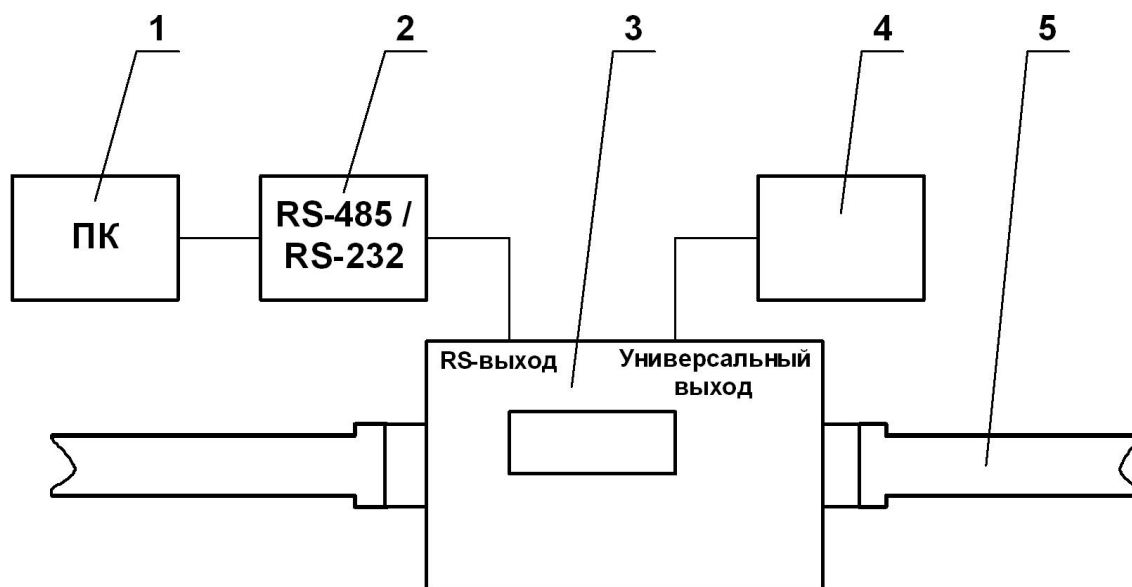 1
2
3
4
5
ПК
RS-485 /
RS-232
RS-выход
Универсальный
выход